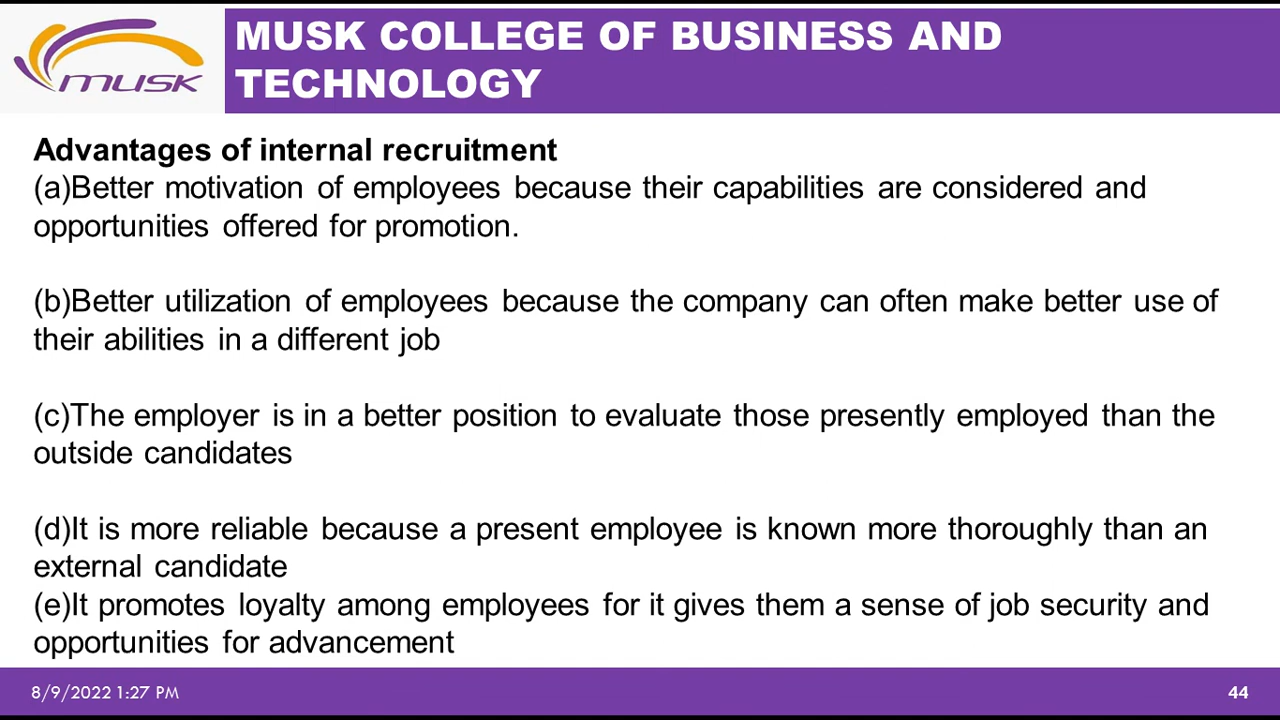 musk
MUSK COLLEGE OF BUSINESS AND
TECHNOLOGY
Advantages of internal recruitment
(a)Better motivation of employees because their capabilities are considered and
opportunities offered for promotion.
(b)Better utilization of employees because the company can often make better use of
their abilities in a different job
(c)The employer is in a better position to evaluate those presently employed than the
outside candidates
(d)It is more reliable because a present employee is known more thoroughly than an
external candidate
(e)It promotes loyalty among employees for it gives them a sense of job security and
opportunities for advancement
8/9/2022 1:27 PM
44